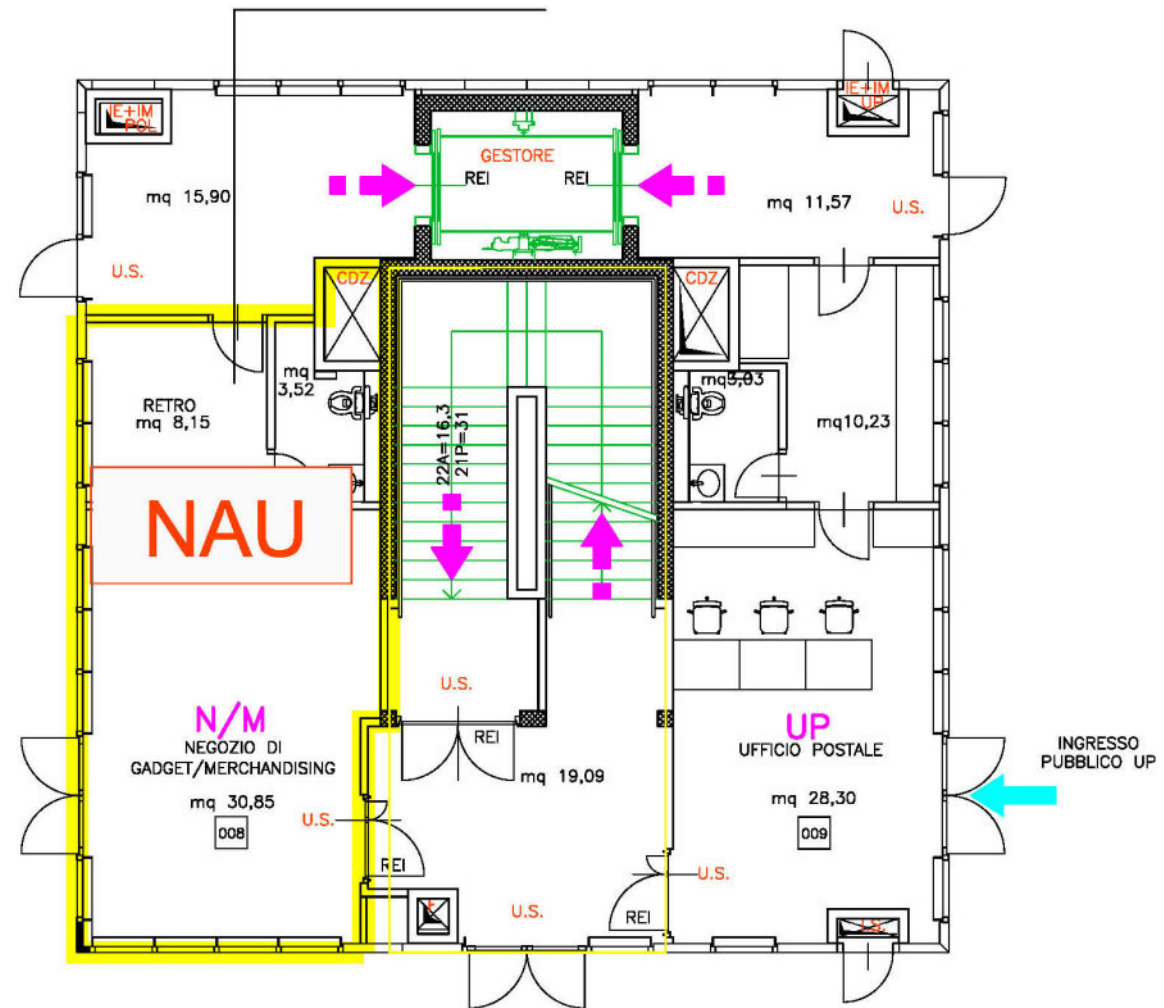 IE+IM
POL
IE+IM
UP
GESTORE
REI
REI
mq 15,90
mq 11,57
U.S.
U.S.
CDZ
CDZ
mq
3,52
RETRO
mq 8,15
22A=16,3
21P=31
mq10,23
NAU
U.S.
N/M
NEGOZIO DI
GADGET/MERCHANDISING
mq 30,85
008
U.S.
REI
REI
mq 19,09
UP
UFFICIO POSTALE
mq 28,30
009
INGRESSO
PUBBLICO UP
U.S.
REI
U.S.